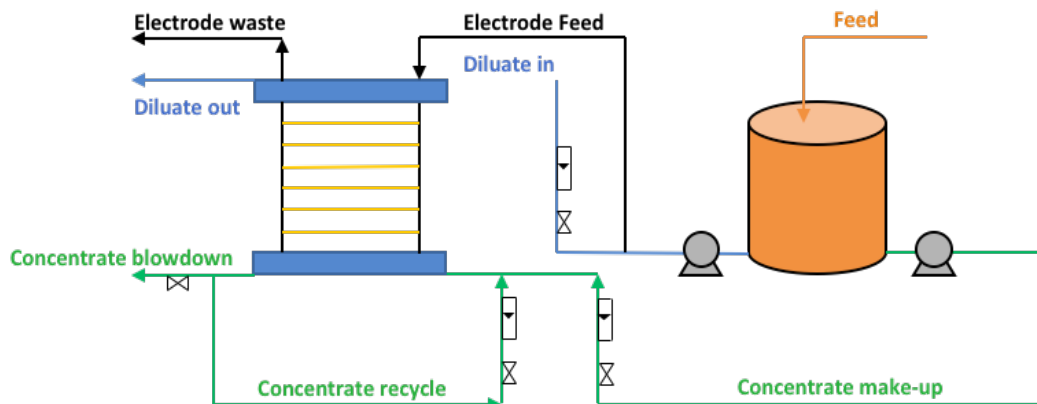 Electrode waste
Electrode Feed
Feed
Diluate in
Diluate out
Concentrate blowdown
Concentrate recycle
Concentrate make-up